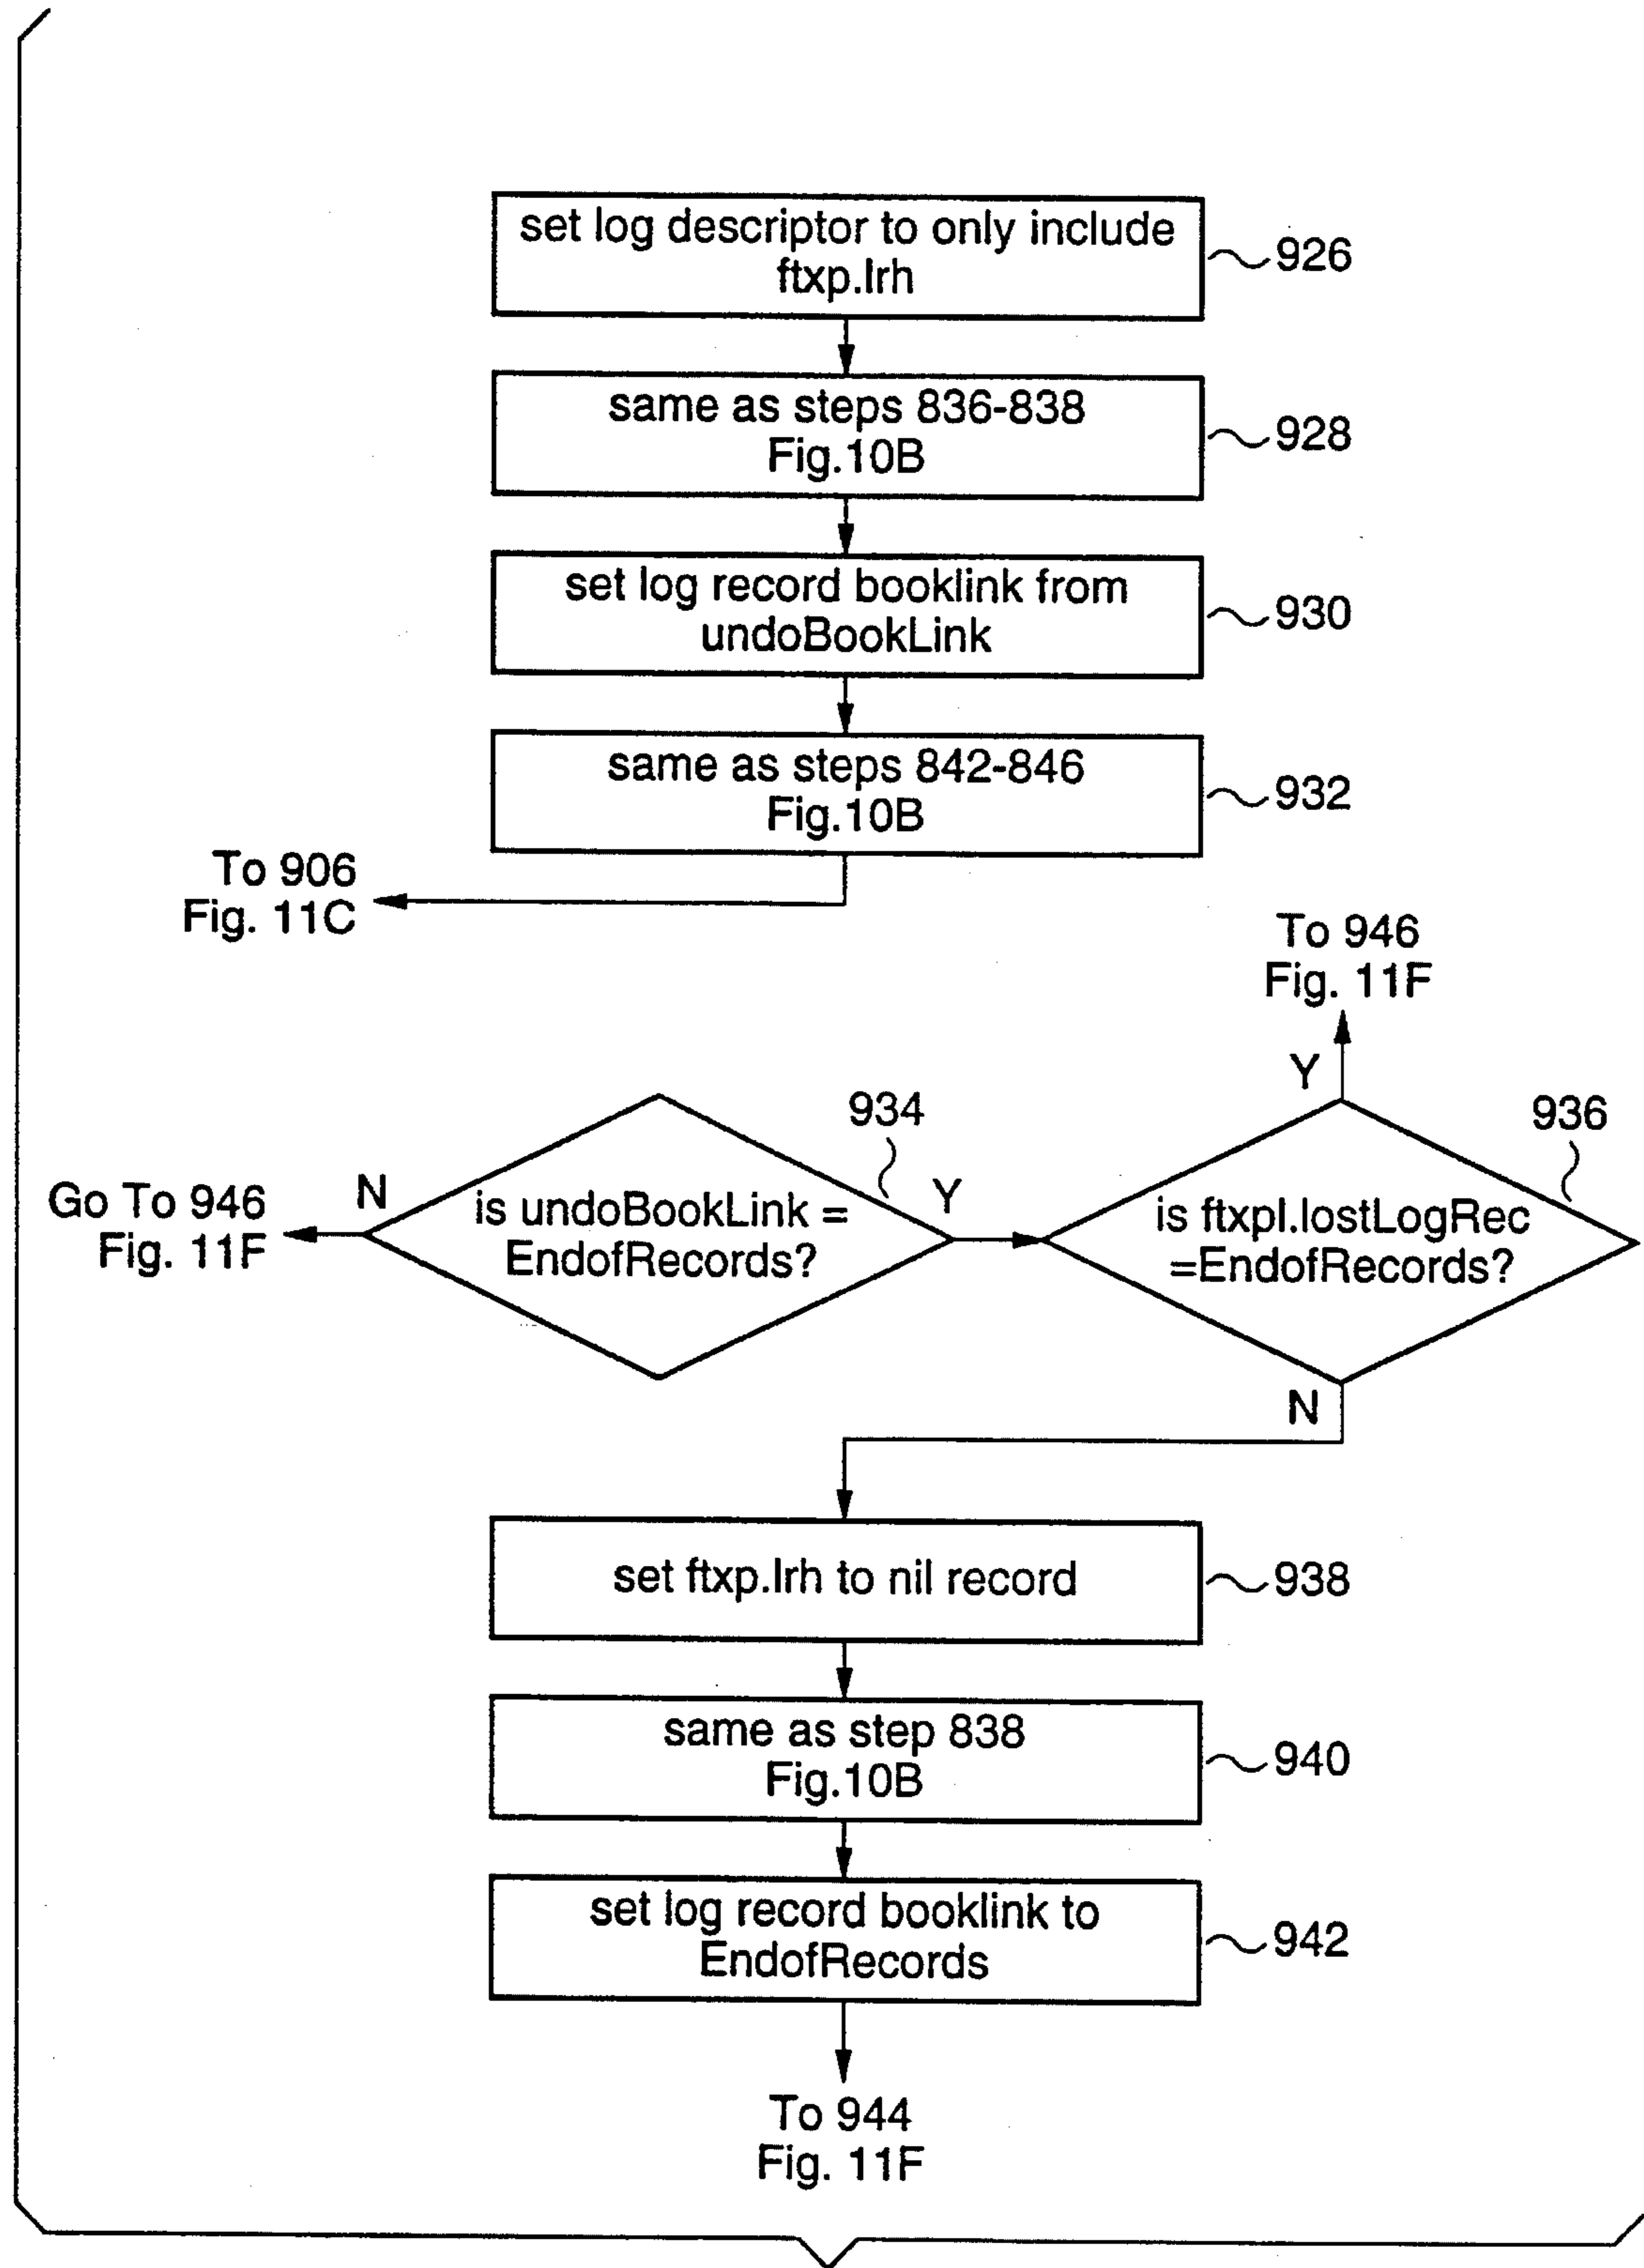 set log descriptor to only include
ftxp.lrh
926
same as steps 836-838
Fig.10B
928
set log record booklink from
undoBookLink
930
same as steps 842-846
Fig.10B
932
To 906
Fig. 11C
To 946
Fig. 11F
Y
934
936
Go To 946
Fig. 11F
N
is undoBookLink =
EndofRecords?
Y
is ftxpl.lostLogRec
=EndofRecords?
N
set ftxp.lrh to nil record
938
same as step 838
Fig.10B
940
set log record booklink to
EndofRecords
942
To 944
Fig. 11F